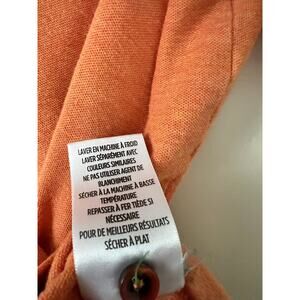 LAVER EN MACHINE À FROID
LAVER SÉPARÉMENT AVEC
COULEURS SIMILAIRES
NE PAS UTILISER AGENT DE
BLANCHIMENT
SÉCHER À LA MACHINE À BASSE
TEMPÉRATURE
REPASSER À FER TIÈDE SI
NÉCESSAIRE
POUR DE MEILLEURS RÉSULTATS
SÉCHER À PLAT